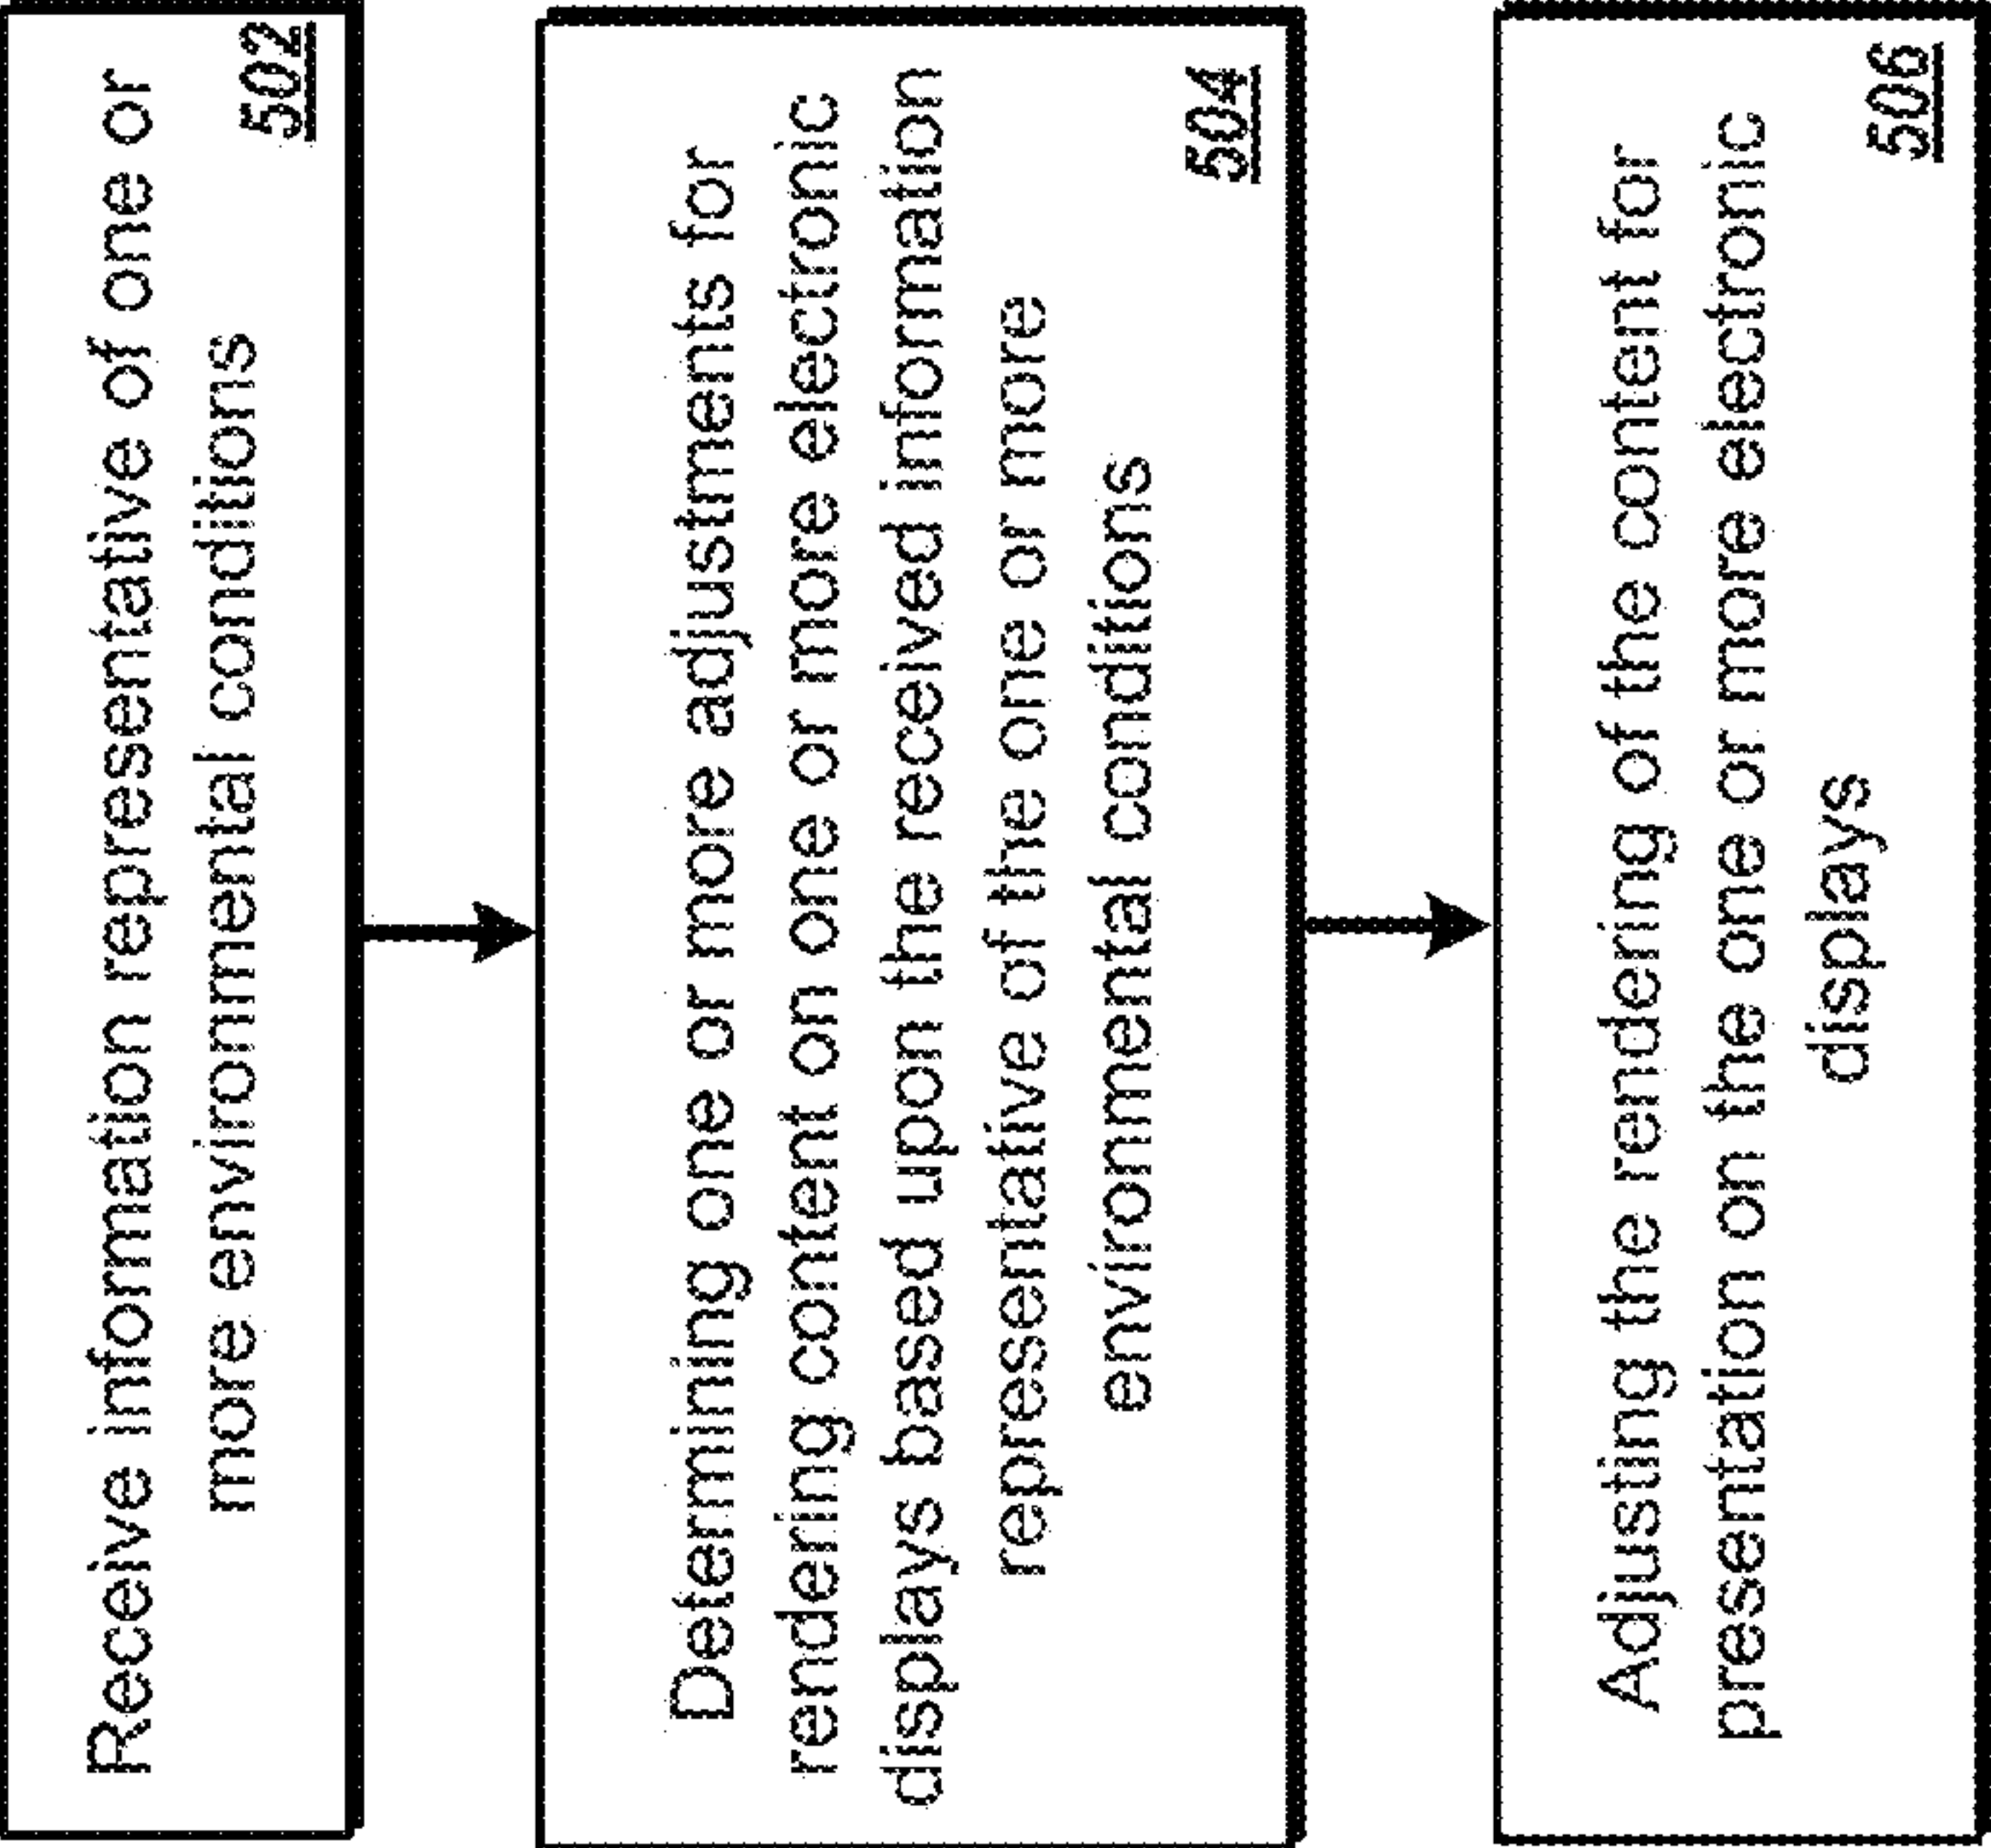 Receive information representative of one or
more environmental conditions
502
Determining one or more adjustments for
rendering content on one or more electronic
displays based upon the received information
representative of the one or more
environmental conditions
504
Adjusting the rendering of the content for
presentation on the one or more electronic
displays
506